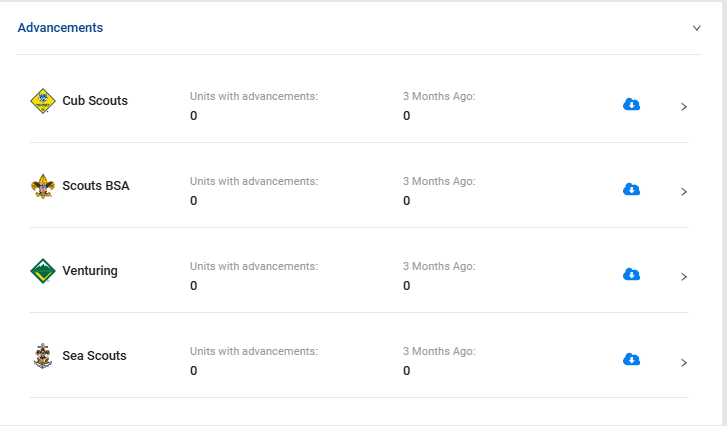 Advancements
Cub Scouts
Units with advancements:
0
3 Months Ago:
0
Scouts BSA
Units with advancements:
0
3 Months Ago:
0
Venturing
Units with advancements:
0
3 Months Ago:
0
Sea Scouts
Units with advancements:
0
3 Months Ago:
0